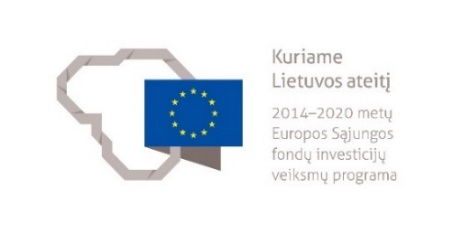 Kuriame
Lietuvos ateitį
2014–2020 metų
Europos Sąjungos
fondų investicijų
veiksmų programa